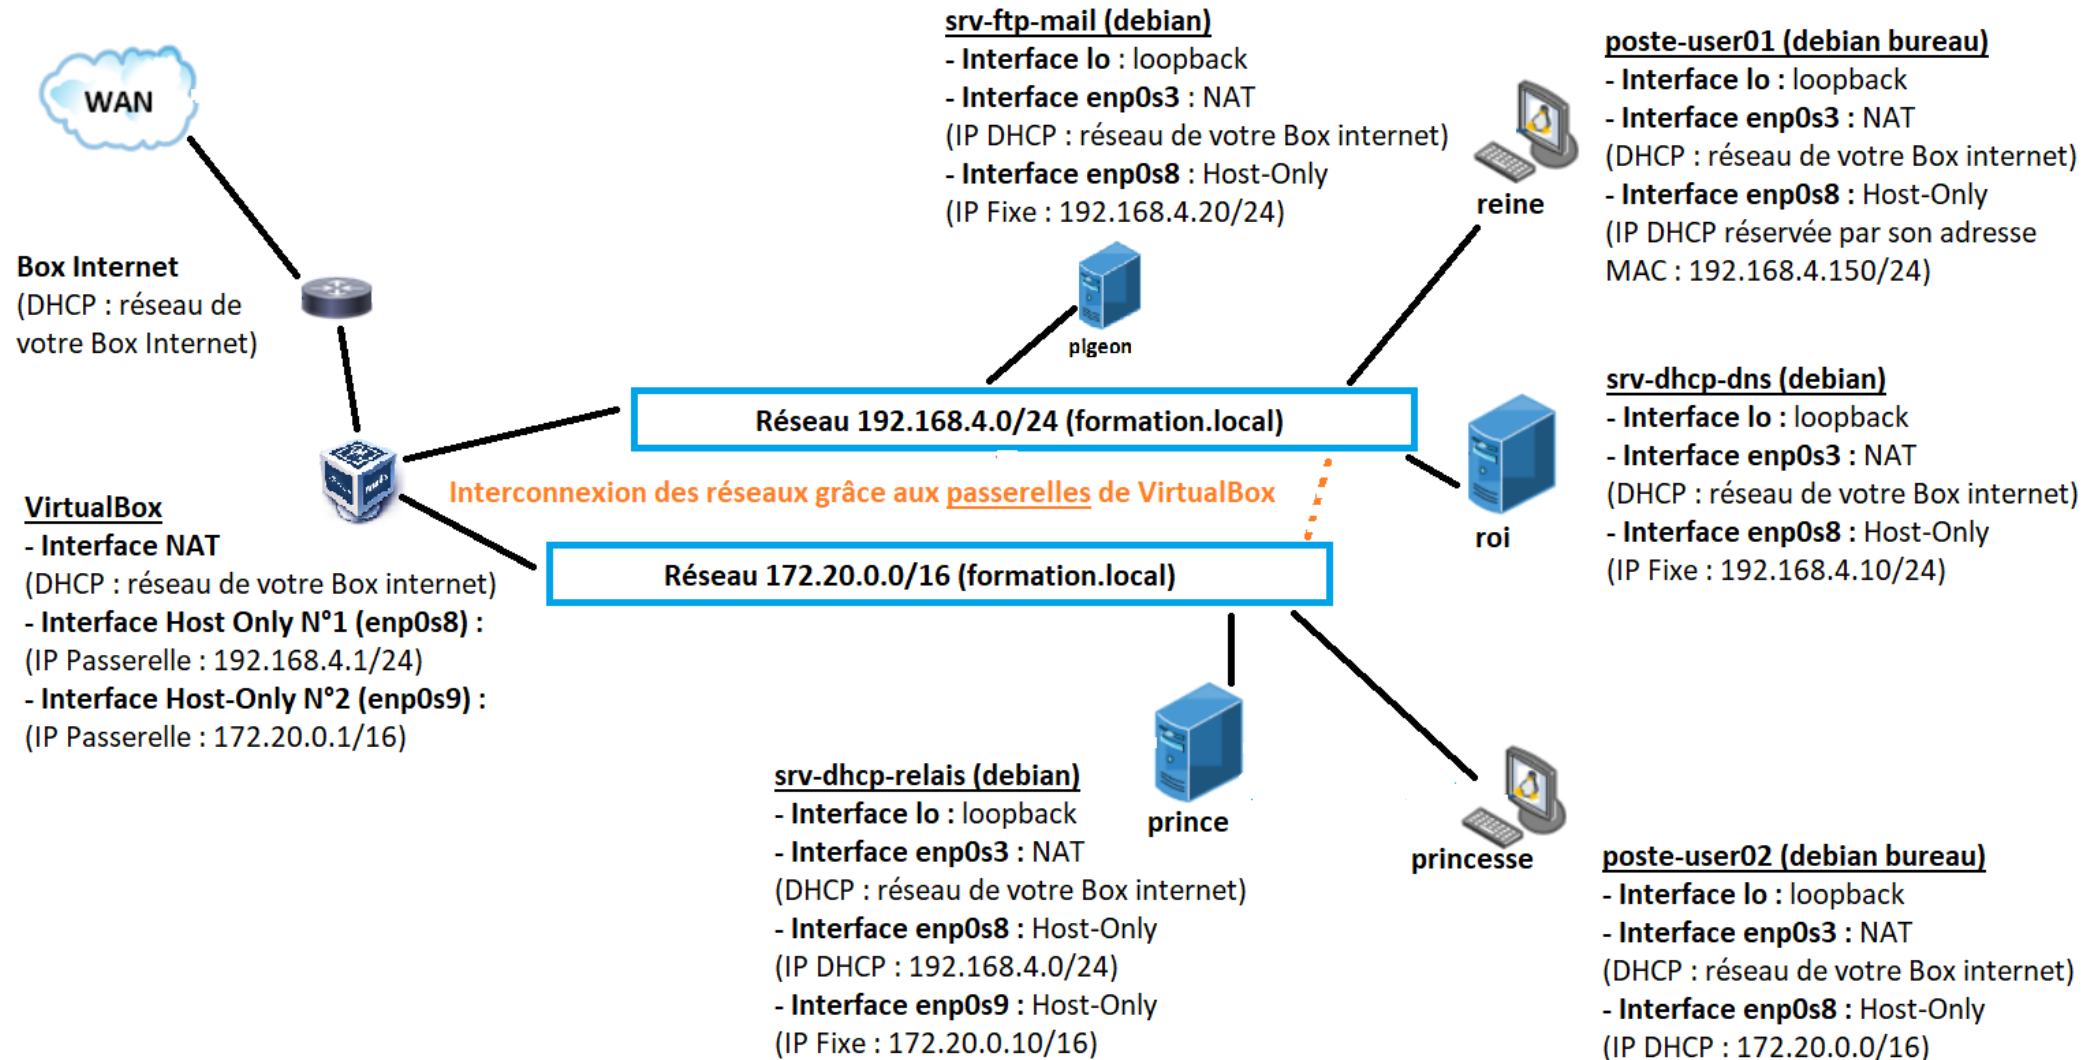 WAN
Box Internet
(DHCP : réseau de
votre Box Internet)
VirtualBox
- Interface NAT
(DHCP : réseau de votre Box internet)
- Interface Host Only N°1 (enp0s8) :
(IP Passerelle : 192.168.4.1/24)
- Interface Host-Only N°2 (enp0s9) :
(IP Passerelle : 172.20.0.1/16)
srv-ftp-mail (debian)
- Interface lo : loopback
- Interface enp0s3 : NAT
(IP DHCP : réseau de votre Box internet)
- Interface enp0s8 : Host-Only
(IP Fixe : 192.168.4.20/24)
pigeon
poste-user01 (debian bureau)
- Interface lo : loopback
- Interface enp0s3 : NAT
(DHCP : réseau de votre Box internet)
- Interface enp0s8 : Host-Only
(IP DHCP réservée par son adresse
MAC : 192.168.4.150/24)
reine
Réseau 192.168.4.0/24 (formation.local)
Interconnexion des réseaux grâce aux passerelles de VirtualBox
Réseau 172.20.0.0/16 (formation.local)
srv-dhcp-dns (debian)
- Interface lo : loopback
- Interface enp0s3 : NAT
(DHCP : réseau de votre Box internet)
- Interface enp0s8 : Host-Only
(IP Fixe : 192.168.4.10/24)
roi
srv-dhcp-relais (debian)
- Interface lo : loopback
- Interface enp0s3 : NAT
(DHCP : réseau de votre Box internet)
- Interface enp0s8 : Host-Only
(IP DHCP : 192.168.4.0/24)
- Interface enp0s9 : Host-Only
(IP Fixe : 172.20.0.10/16)
prince
princesse
poste-user02 (debian bureau)
- Interface lo : loopback
- Interface enp0s3 : NAT
(DHCP : réseau de votre Box internet)
- Interface enp0s8 : Host-Only
(IP DHCP : 172.20.0.0/16)